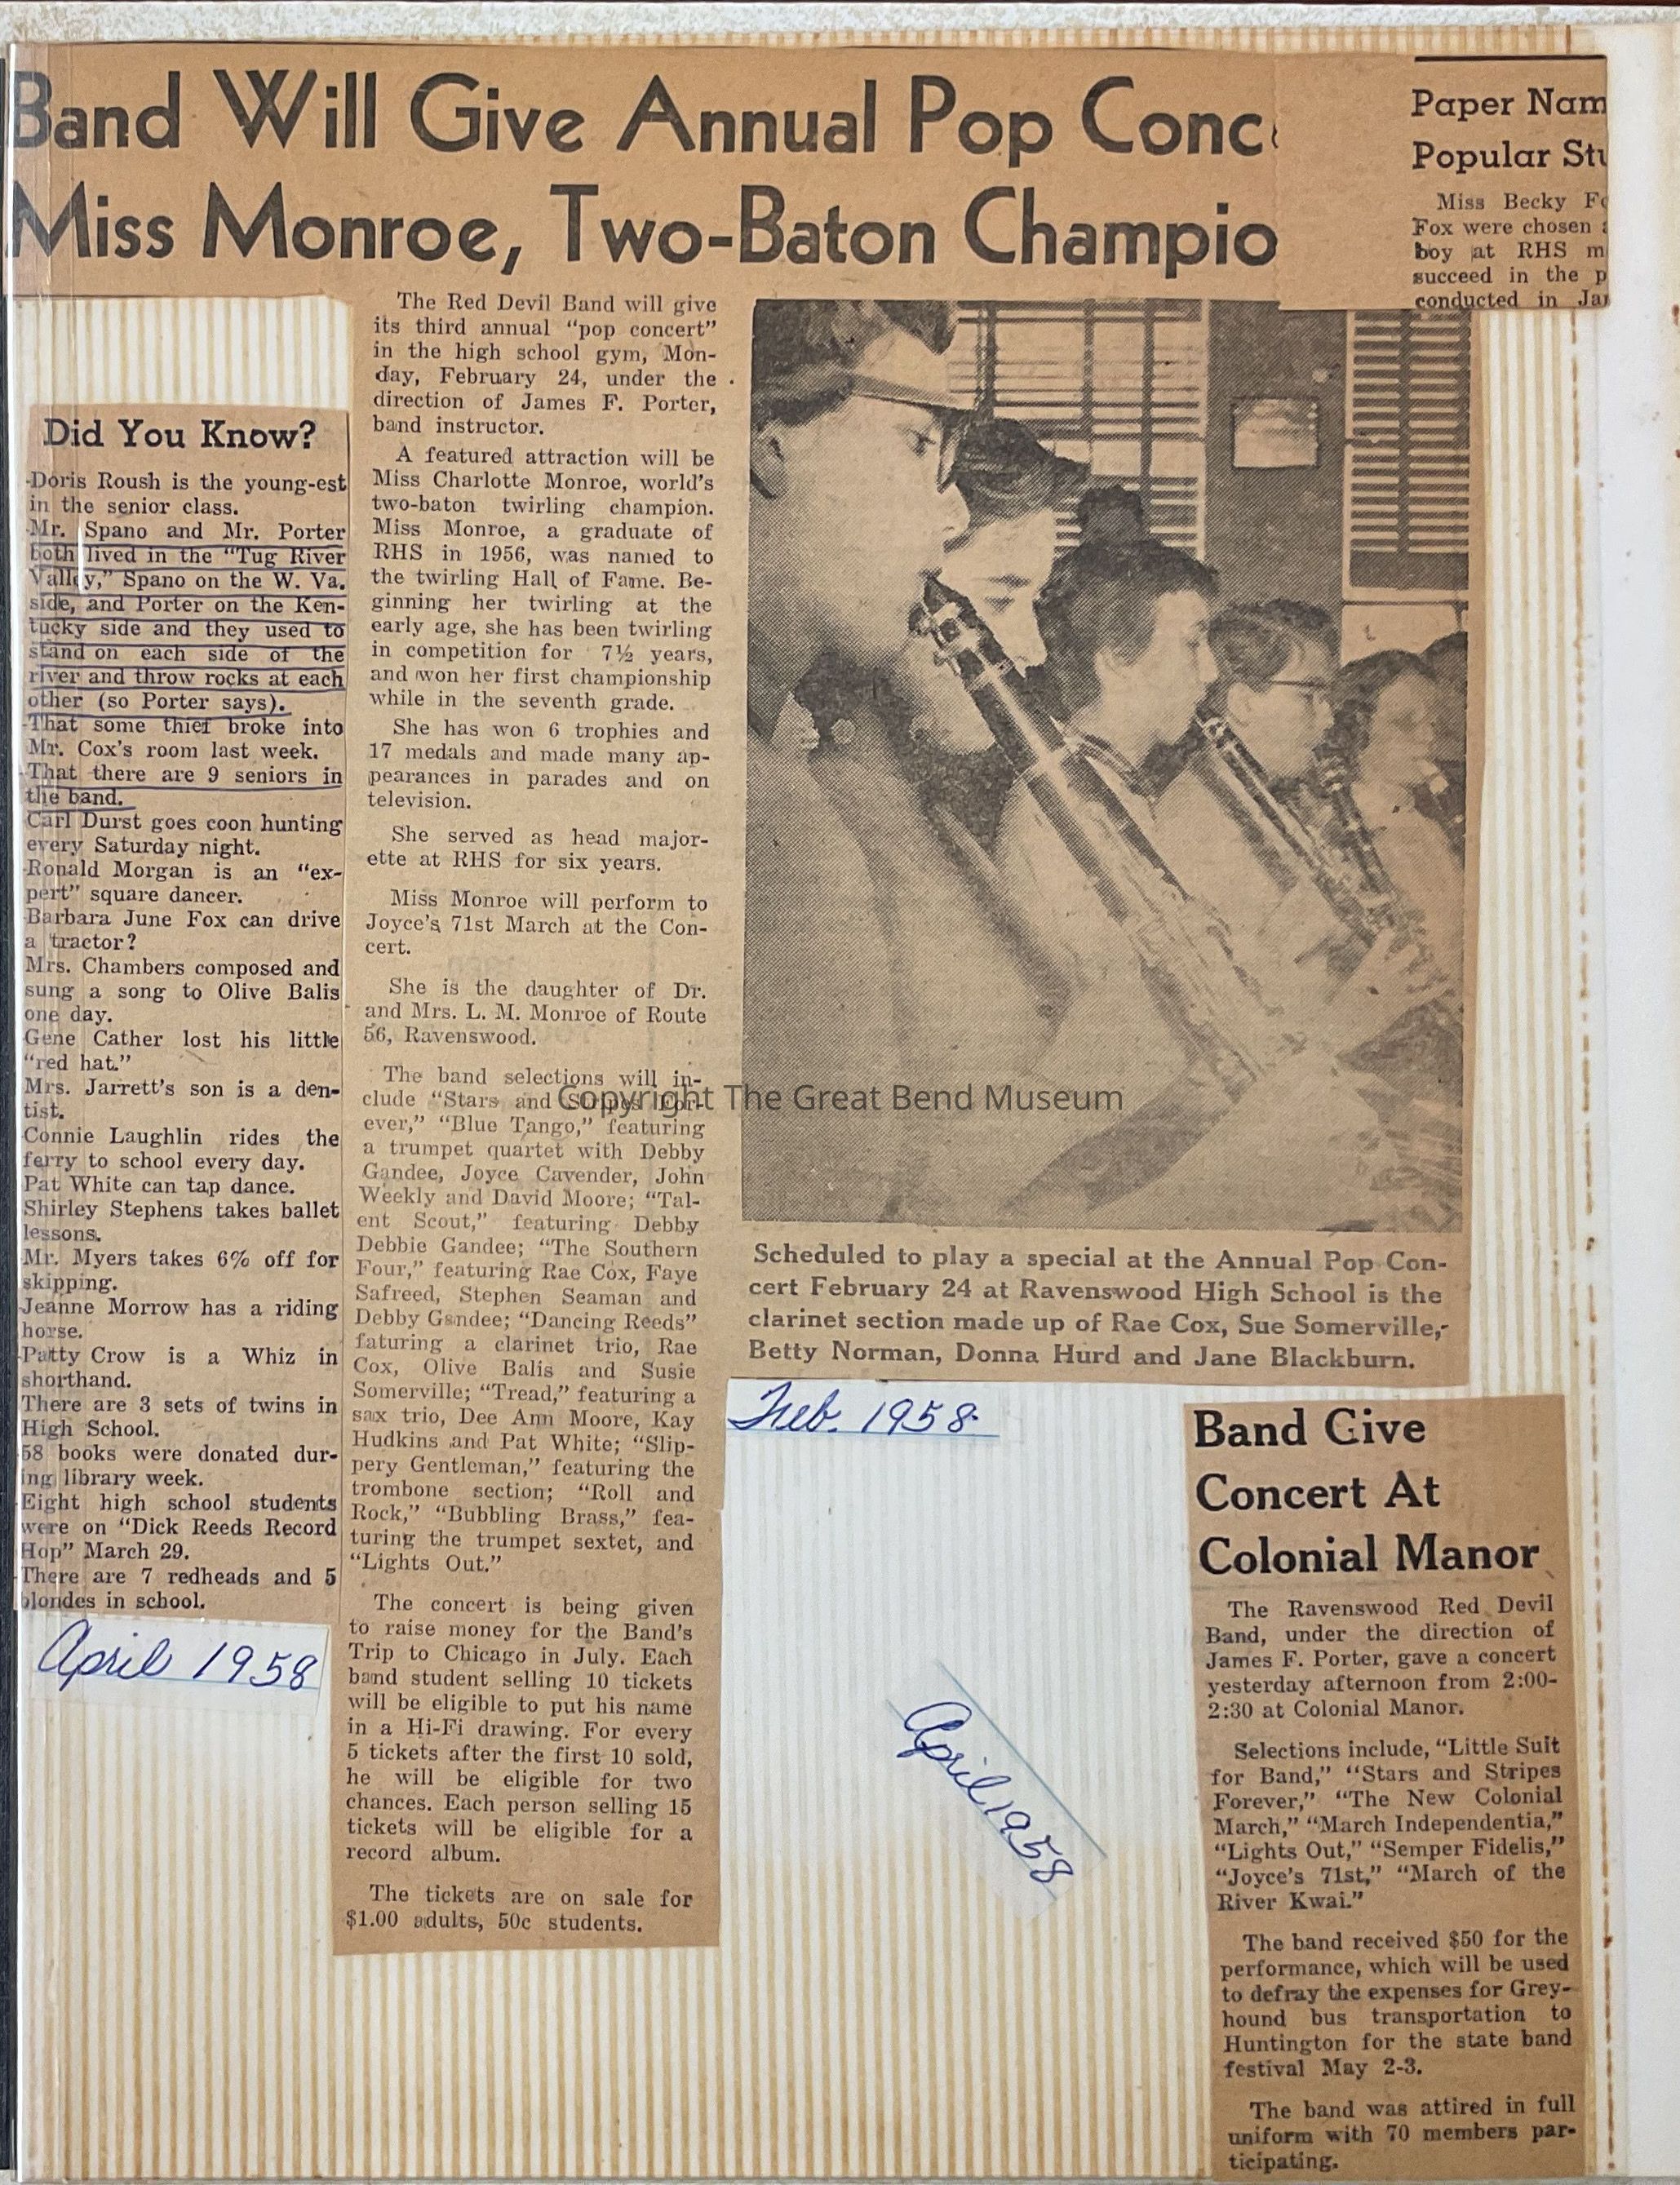 Band Will Give Annual Pop Conc
Miss Monroe, Two-Baton Champio
Paper Nam
Popular Stu
Miss Becky Fo
Fox were chosen
boy at RHS m
succeed in the p
conducted in Jan
Did You Know?
Doris Roush is the young-est
in the senior class.
Mr. Spano and Mr. Porter
both lived in the "Tug River
Valley," Spano on the W. Va.
side, and Porter on the Ken-
tucky side and they used to
stand on each side of the
river and throw rocks at each
other (so Porter says).
That some thief broke into
Mr. Cox's room last week.
That there are 9 seniors in
the band.
Carl Durst goes coon hunting
every Saturday night.
Ronald Morgan is an "ex-
pert" square dancer.
Barbara June Fox can drive
a tractor?
Mrs. Chambers composed and
sung a song to Olive Balis
one day.
Gene Cather lost his little
"red hat."
Mrs. Jarrett's son is a den-
tist.
Connie Laughlin rides the
ferry to school every day.
Pat White can tap dance.
Shirley Stephens takes ballet
lessons.
Mr. Myers takes 6% off for
skipping.
Jeanne Morrow has a riding
horse.
Patty Crow is a Whiz in
shorthand.
There are 3 sets of twins in
High School.
58 books were donated dur-
ing library week.
Eight high school students
were on "Dick Reeds Record
Hop" March 29.
There are 7 redheads and 5
blondes in school.
April 1958
The Red Devil Band will give
its third annual "pop concert"
in the high school gym, Mon-
day, February 24, under the
direction of James F. Porter,
band instructor.
A featured attraction will be
Miss Charlotte Monroe, world's
two-baton twirling champion.
Miss Monroe, a graduate of
RHS in 1956, was named to
the twirling Hall of Fame. Be-
ginning her twirling at the
early age, she has been twirling
in competition for 7½ years,
and won her first championship
while in the seventh grade.
She has won 6 trophies and
17 medals and made many ap-
pearances in parades and on
television.
She served as head major-
ette at RHS for six years.
Miss Monroe will perform to
Joyce's 71st March at the Con-
cert.
She is the daughter of Dr.
and Mrs. L. M. Monroe of Route
56, Ravenswood.
The band selections will in-
clude "Stars and Stripes For-
ever," "Blue Tango," featuring
a trumpet quartet with Debby
Gandee, Joyce Cavender, John
Weekly and David Moore; "Tal-
ent Scout," featuring Debby
Debbie Gandee; "The Southern
Four," featuring Rae Cox, Faye
Safreed, Stephen Seaman and
Debby Gandee; "Dancing Reeds"
faturing a clarinet trio, Rae
Cox, Olive Balis and Susie
Somerville; "Tread," featuring a
sax trio, Dee Ann Moore, Kay
Hudkins and Pat White; "Slip-
pery Gentleman," featuring the
trombone section; "Roll and
Rock," "Bubbling Brass," fea-
turing the trumpet sextet, and
"Lights Out."
The concert is being given
to raise money for the Band's
Trip to Chicago in July. Each
band student selling 10 tickets
will be eligible to put his name
in a Hi-Fi drawing. For every
5 tickets after the first 10 sold,
he will be eligible for two
chances. Each person selling 15
tickets will be eligible for a
record album.
The tickets are on sale for
$1.00 adults, 50c students.
Copyright The Great Bend Museum
Scheduled to play a special at the Annual Pop Con-
cert February 24 at Ravenswood High School is the
clarinet section made up of Rae Cox, Sue Somerville,
Betty Norman, Donna Hurd and Jane Blackburn.
Feb. 1958
April 1958
Band Give
Concert At
Colonial Manor
The Ravenswood Red Devil
Band, under the direction of
James F. Porter, gave a concert
yesterday afternoon from 2:00-
2:30 at Colonial Manor.
Selections include, "Little Suit
for Band," "Stars and Stripes
Forever," "The New Colonial
March," "March Independentia,"
"Lights Out," "Semper Fidelis,"
"Joyce's 71st," "March of the
River Kwai."
The band received $50 for the
performance, which will be used
to defray the expenses for Grey-
hound bus transportation to
Huntington for the state band
festival May 2-3.
The band was attired in full
uniform with 70 members par-
ticipating.